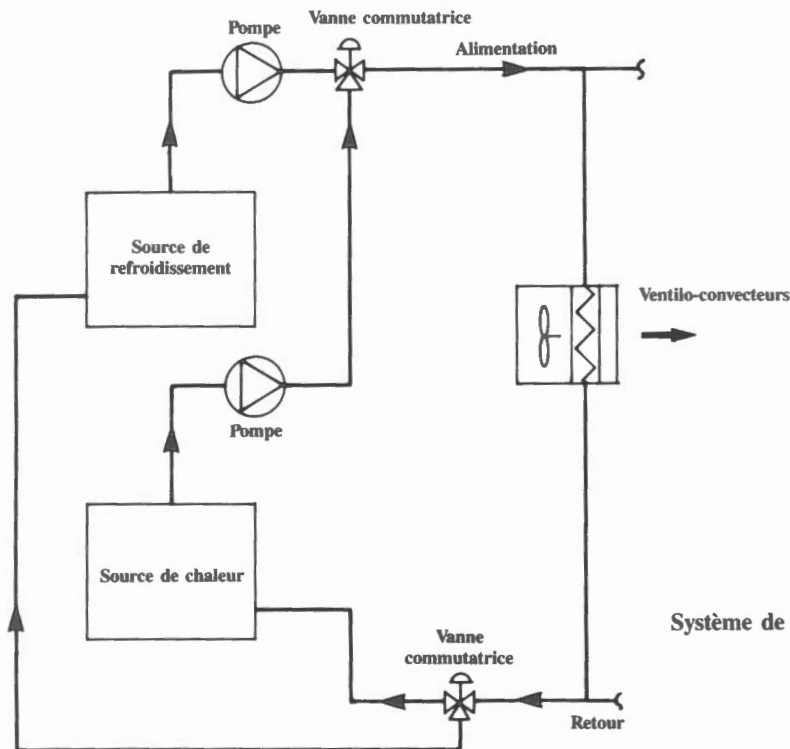 Vanne commutatrice
Pompe
Alimentation
Source de
refroidissement
Ventilo-convecteurs
Pompe
Source de chaleur
Système de
Vanne
commutatrice
Retour